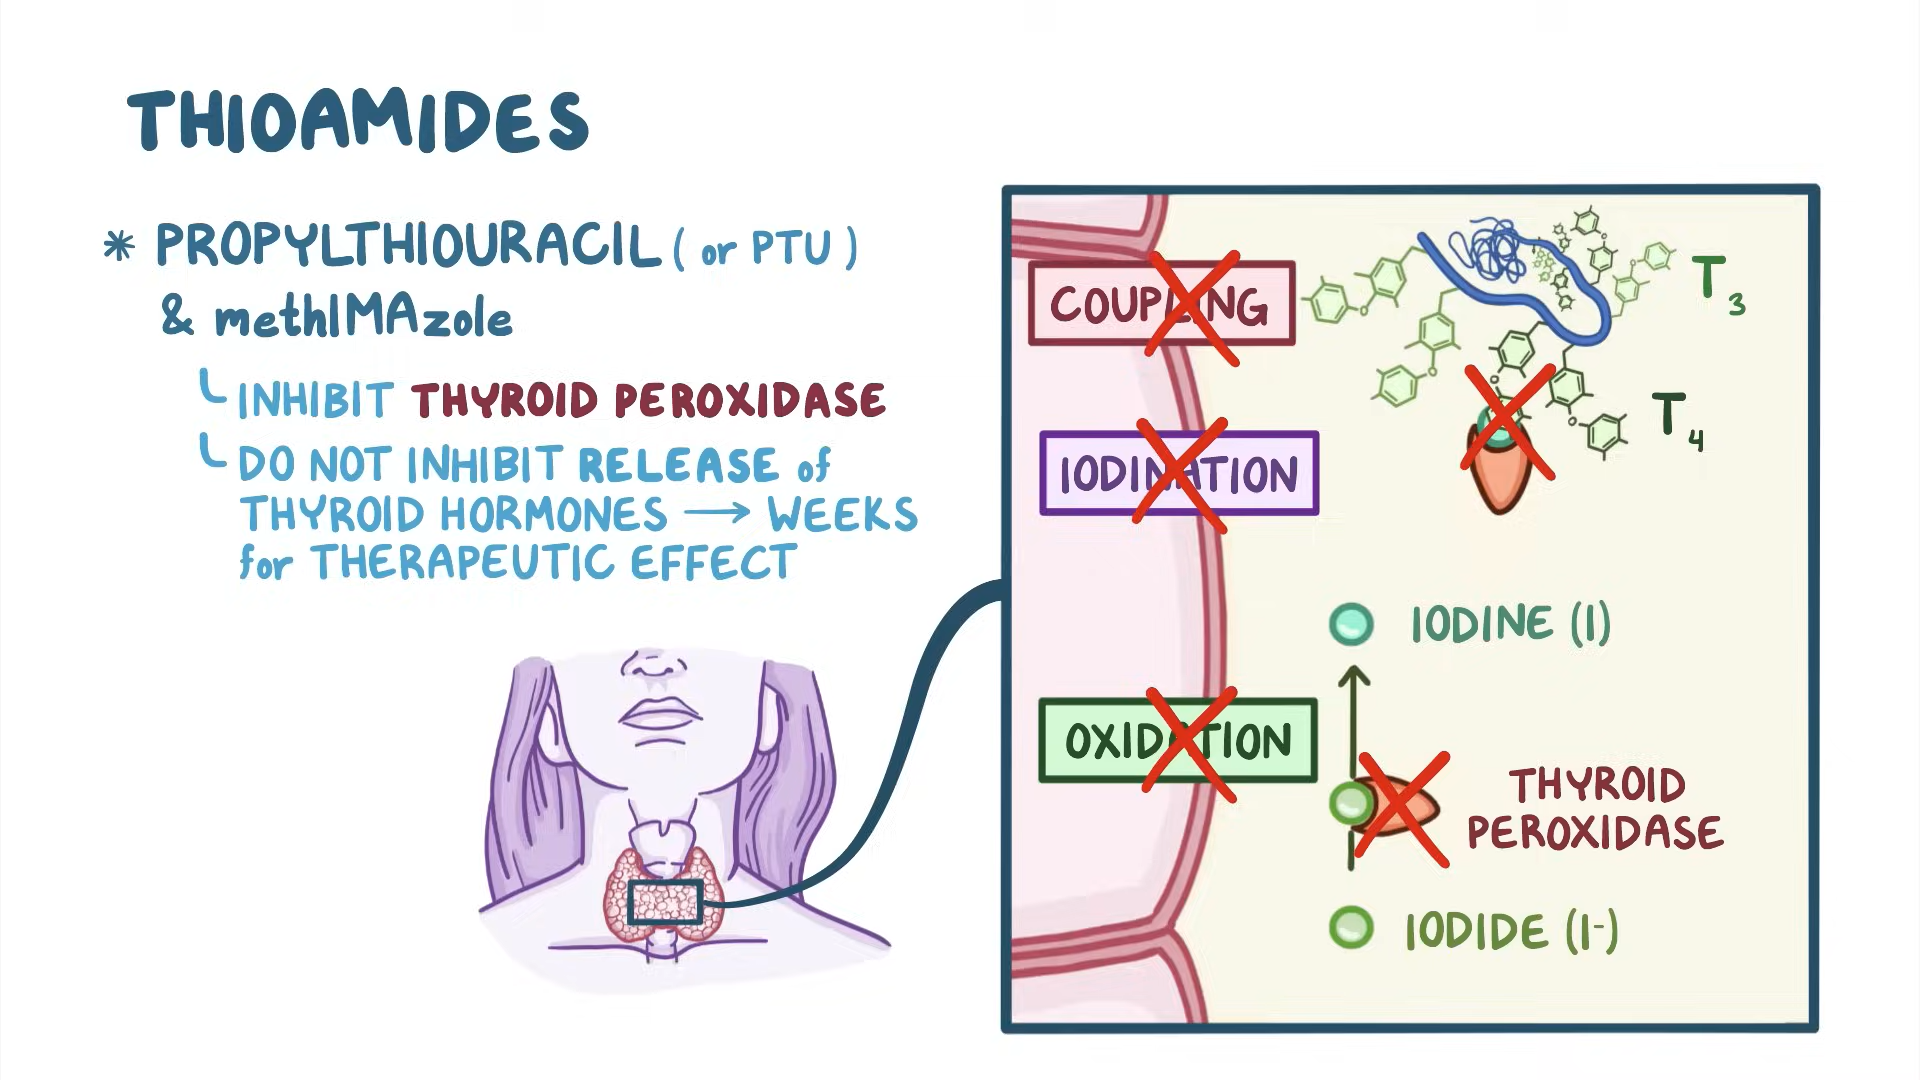 THIOAMIDES
* PROPYLTHIOURACIL ( or PTU )
& methIMAzole
INHIBIT THYROID PEROXIDASE
DO NOT INHIBIT RELEASE of
THYROID HORMONES → WEEKS
for THERAPEUTIC EFFECT
COUPLING
T3
IODINATION
T4
IODINE (I)
OXIDATION
THYROID
PEROXIDASE
IODIDE (I-)